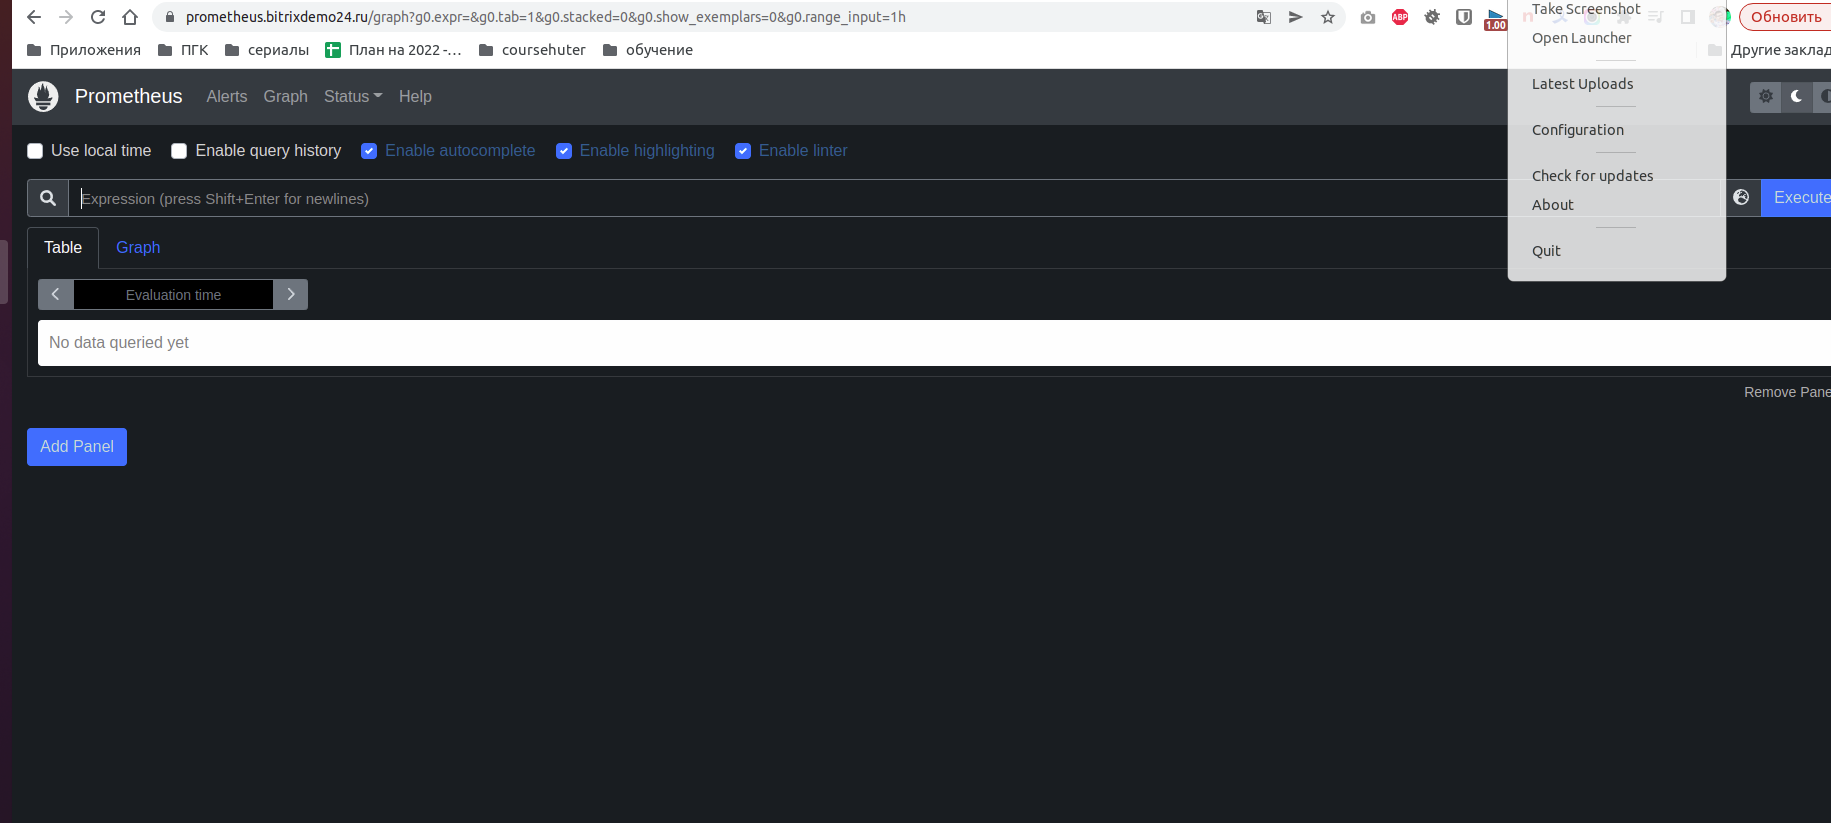 prometheus.bitrixdemo24.ru/graph?g0.expr=&g0.tab=1&g0.stacked=0&g0.show_exemplars=0&g0.range_input=1h
ABP
1.00
Take Screenshot
Обновить
Приложения ПГК сериалы План на 2022 -... coursehuter обучение
Open Launcher
Другие заклад
Prometheus Alerts Graph Status Help
Latest Uploads
Configuration
Use local time Enable query history Enable autocomplete Enable highlighting Enable linter
Check for updates
Expression (press Shift+Enter for newlines)
About
Execute
Table Graph
Quit
Evaluation time
No data queried yet
Remove Pane
Add Panel